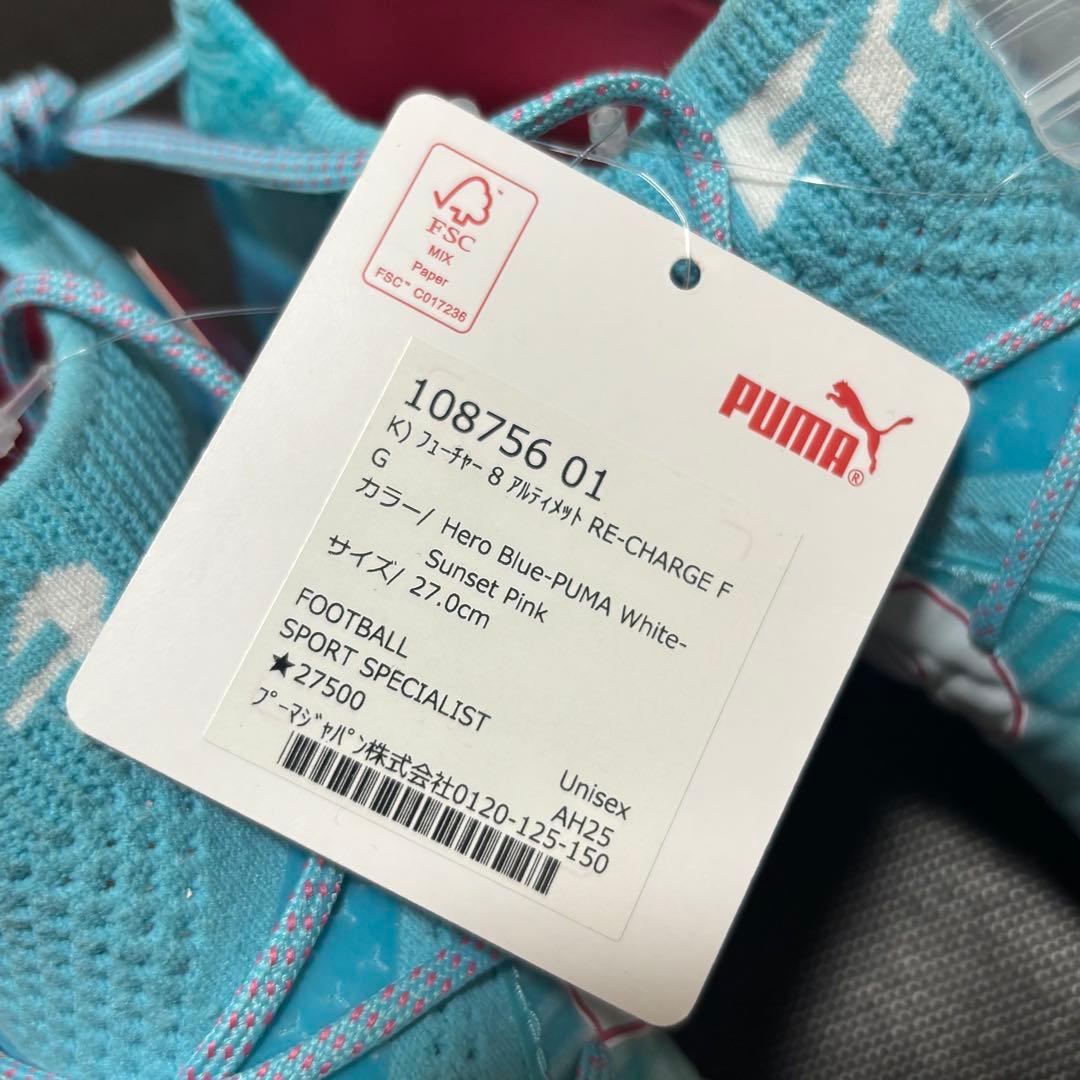 FSC™
MIX
Paper
FSC™ C017236
PUMA®
108756 01
K) ﾌｭｰﾁｬｰ 8 ｱﾙﾃｨﾒｯﾄ RE-CHARGE F
G
カラー/ Hero Blue-PUMA White-
Sunset Pink
サイズ/ 27.0cm
FOOTBALL
SPORT SPECIALIST
★27500
Unisex
AH25
ﾌﾟｰﾏｼﾞｬﾊﾟﾝ株式会社0120-125-150